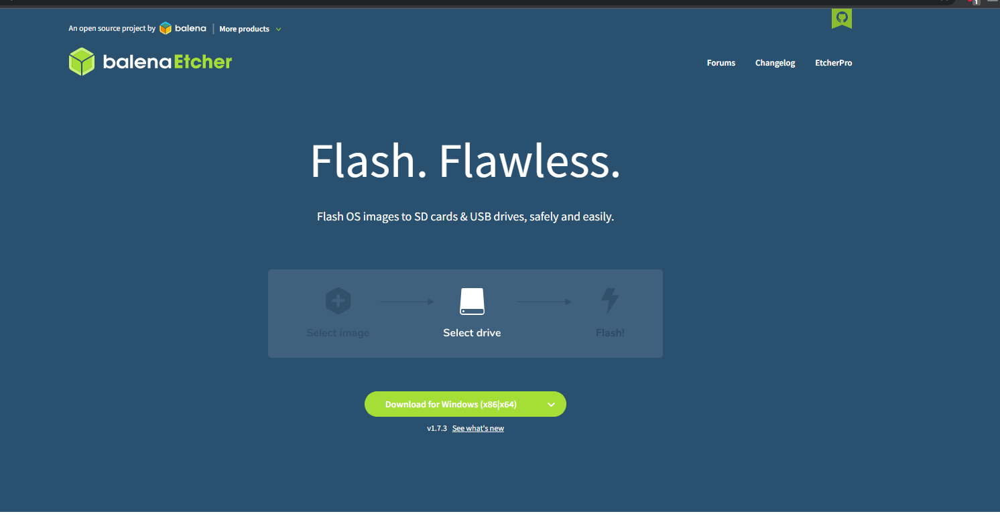 1
An open source project by balena | More products
balenaEtcher
Forums Changelog EtcherPro
Flash. Flawless.
Flash OS images to SD cards & USB drives, safely and easily.
Select image Select drive Flash!
Download for Windows (x86|x64)
v1.7.3 See what's new